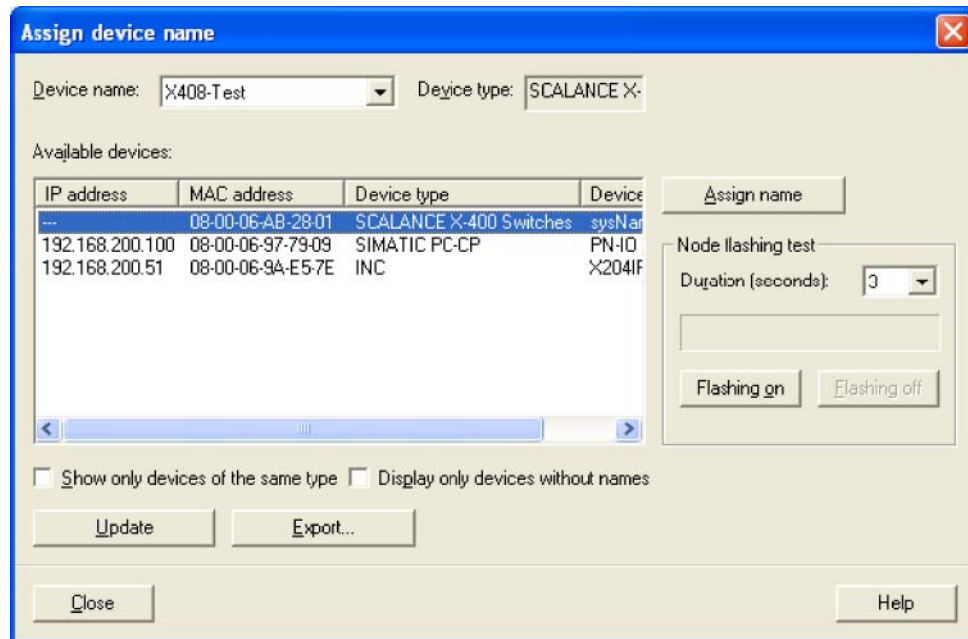 Assign device name
Device name: X408-Test Device type: SCALANCE X-
Available devices:
IP address MAC address Device type Device
--- 08-00-06-AB-28-01 SCALANCE X-400 Switches sysNar
192.168.200.100 08-00-06-97-79-09 SIMATIC PC-CP PN-IO
192.168.200.51 08-00-06-9A-E5-7E INC X204IF
Assign name
Node flashing test
Duration (seconds): 3
Flashing on Flashing off
Show only devices of the same type Display only devices without names
Update Export...
Close Help